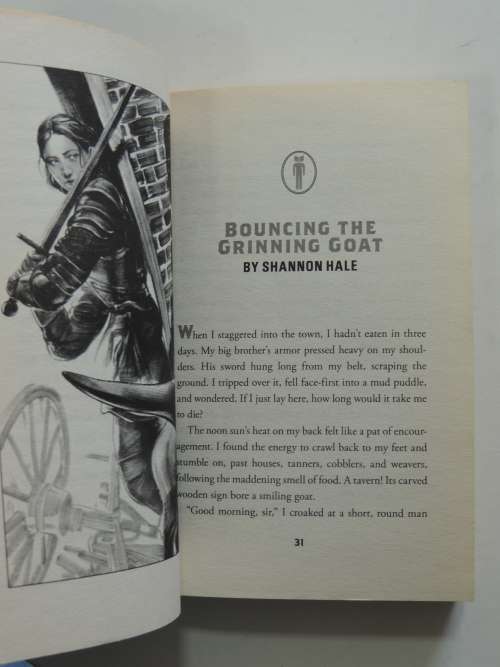 BOUNCING THE
GRINNING GOAT
BY SHANNON HALE
When I staggered into the town, I hadn't eaten in three
days. My big brother's armor pressed heavy on my shoul-
ders. His sword hung long from my belt, scraping the
ground. I tripped over it, fell face-first into a mud puddle,
and wondered. If I just lay here, how long would it take me
to die?
The noon sun's heat on my back felt like a pat of encour-
agement. I found the energy to crawl back to my feet and
stumble on, past houses, tanners, cobblers, and weavers,
following the maddening smell of food. A tavern! Its carved
wooden sign bore a smiling goat.
"Good morning, sir," I croaked at a short, round man
31